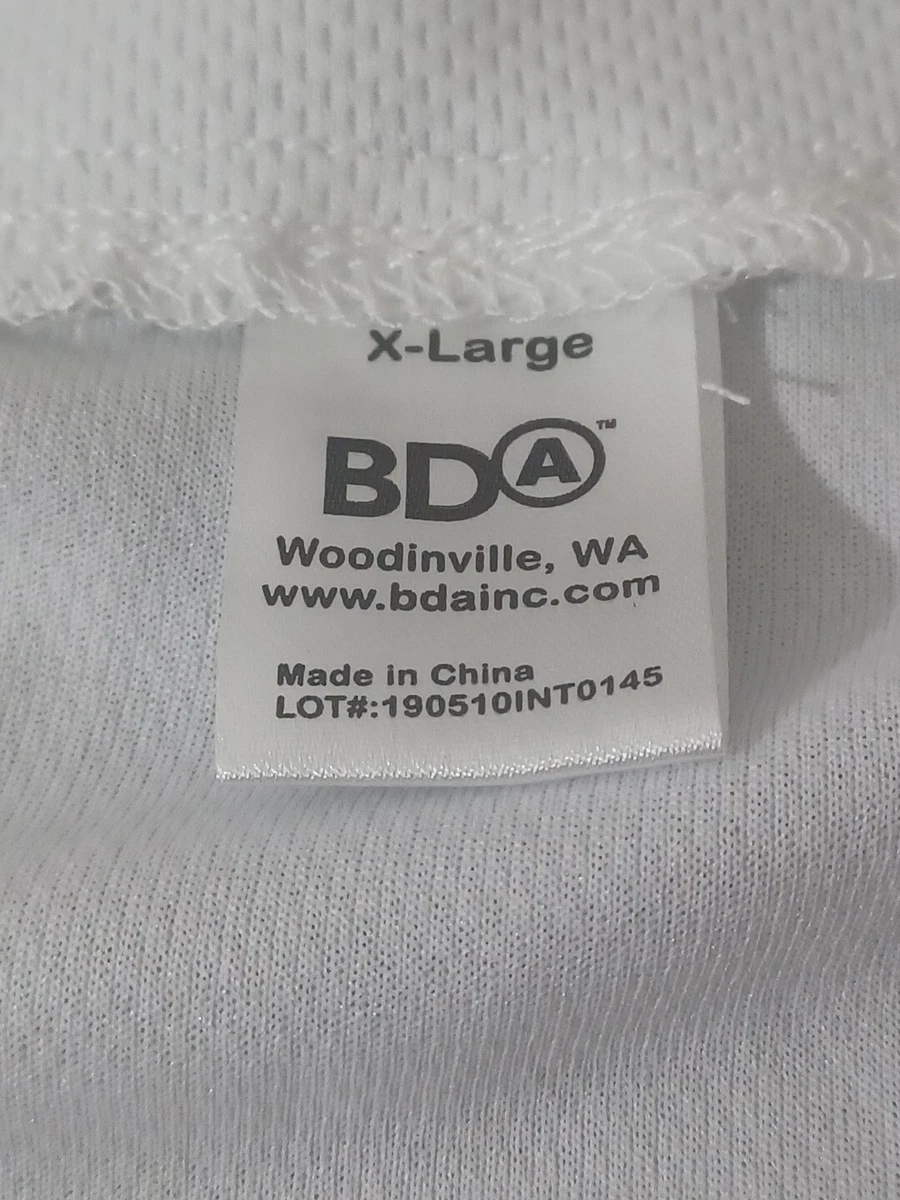 X-Large
BDA™
Woodinville, WA
www.bdainc.com
Made in China
LOT#:190510INT0145